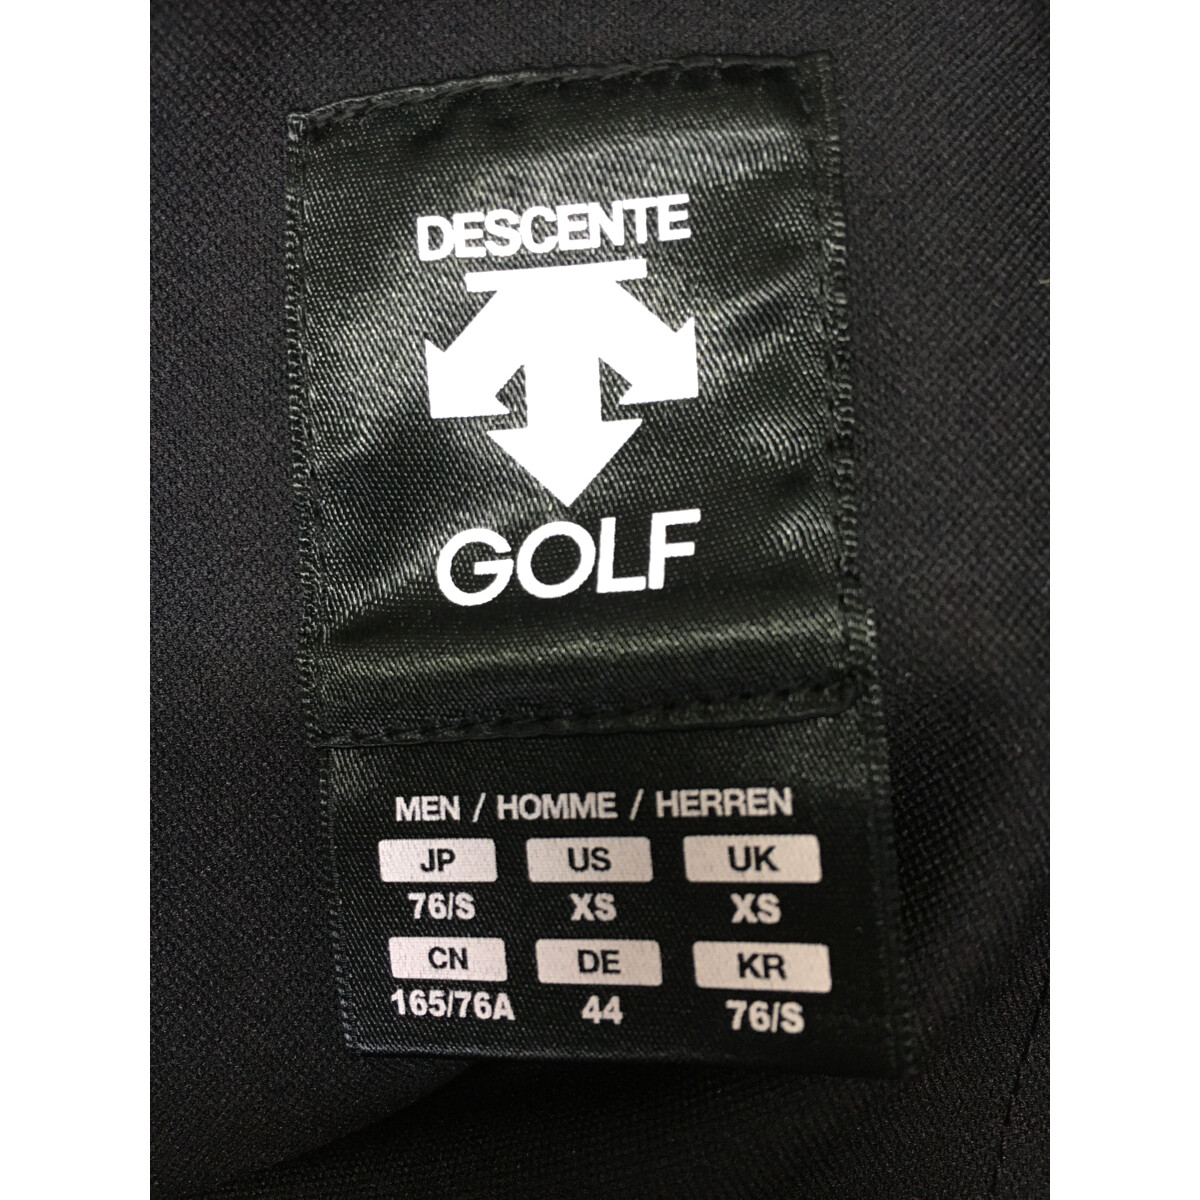 DESCENTE
GOLF
MEN / HOMME / HERREN
JP US UK
76/S XS XS
CN DE KR
165/76A 44 76/S